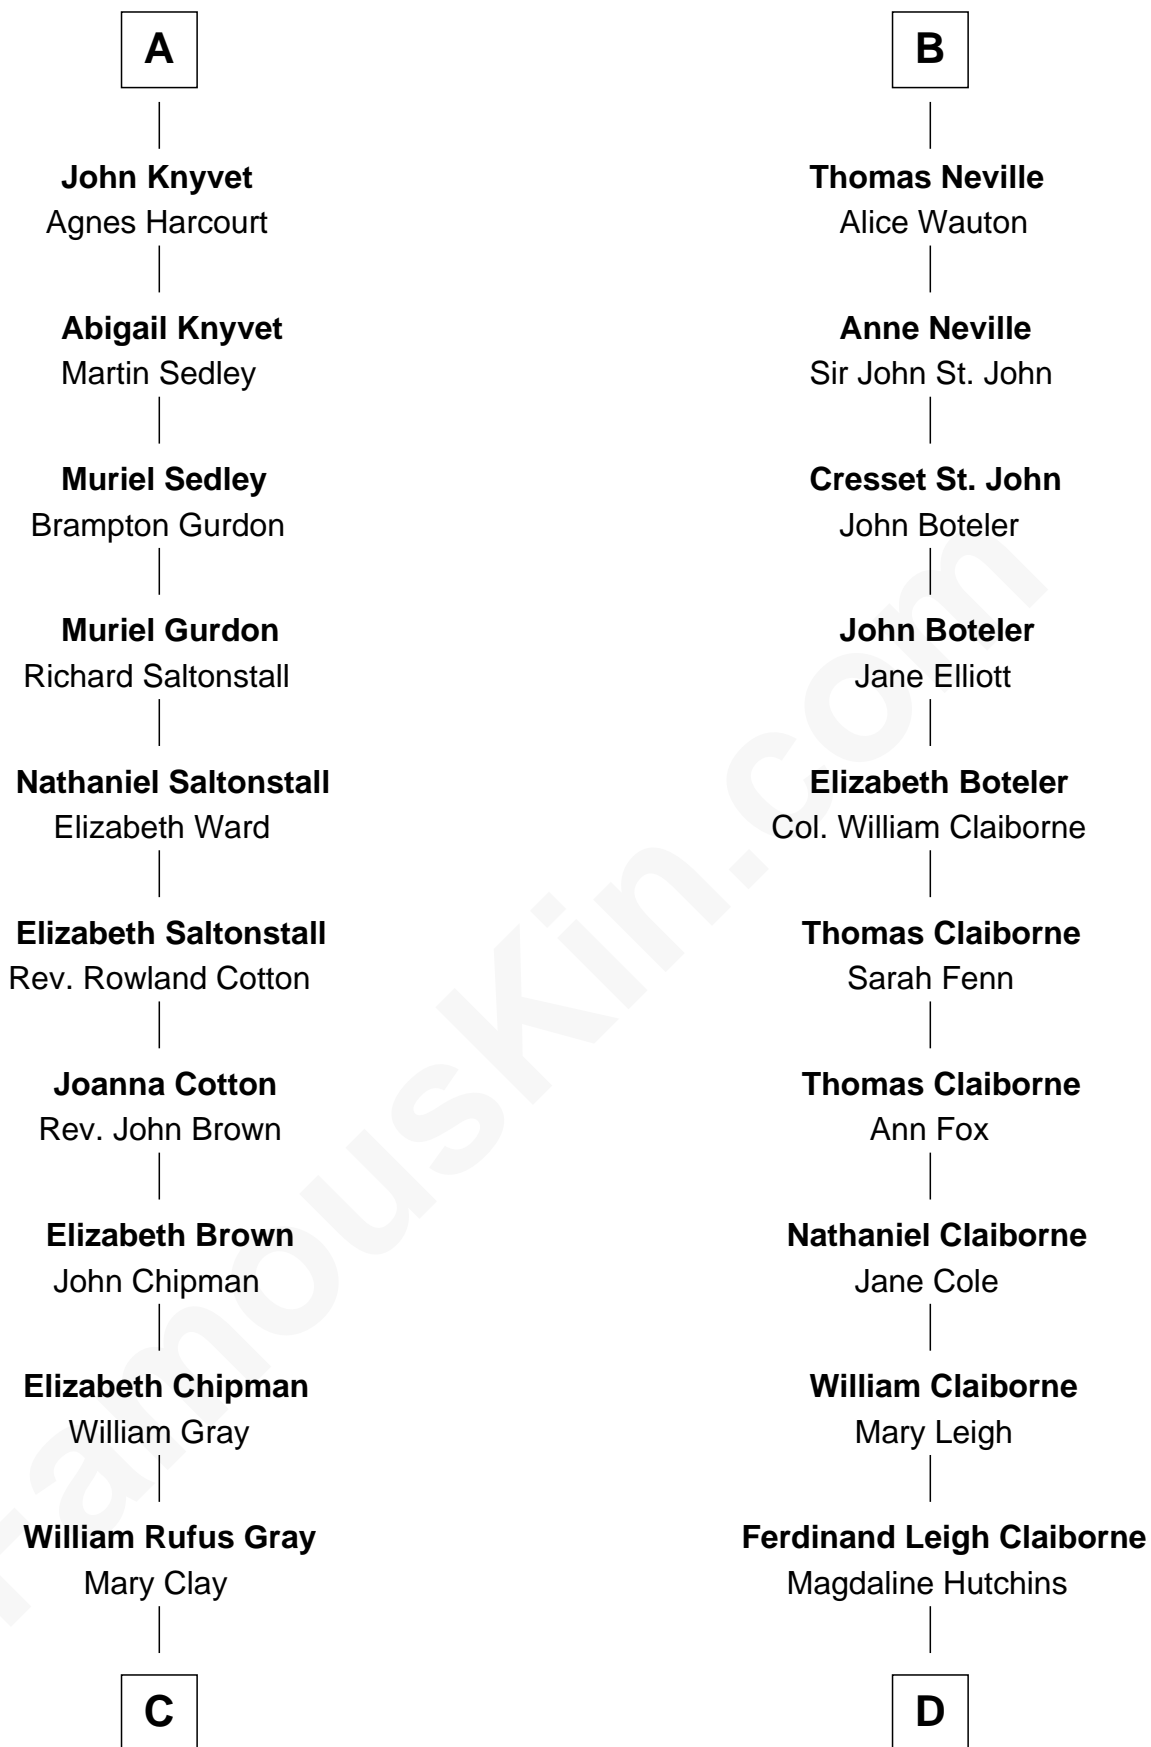 A
John Knyvet
Agnes Harcourt
Abigail Knyvet
Martin Sedley
Muriel Sedley
Brampton Gurdon
Muriel Gurdon
Richard Saltonstall
Nathaniel Saltonstall
Elizabeth Ward
Elizabeth Saltonstall
Rev. Rowland Cotton
Joanna Cotton
Rev. John Brown
Elizabeth Brown
John Chipman
Elizabeth Chipman
William Gray
William Rufus Gray
Mary Clay
C
B
Thomas Neville
Alice Wauton
Anne Neville
Sir John St. John
Cresset St. John
John Boteler
John Boteler
Jane Elliott
Elizabeth Boteler
Col. William Claiborne
Thomas Claiborne
Sarah Fenn
Thomas Claiborne
Ann Fox
Nathaniel Claiborne
Jane Cole
William Claiborne
Mary Leigh
Ferdinand Leigh Claiborne
Magdaline Hutchins
D
FamousKin.com